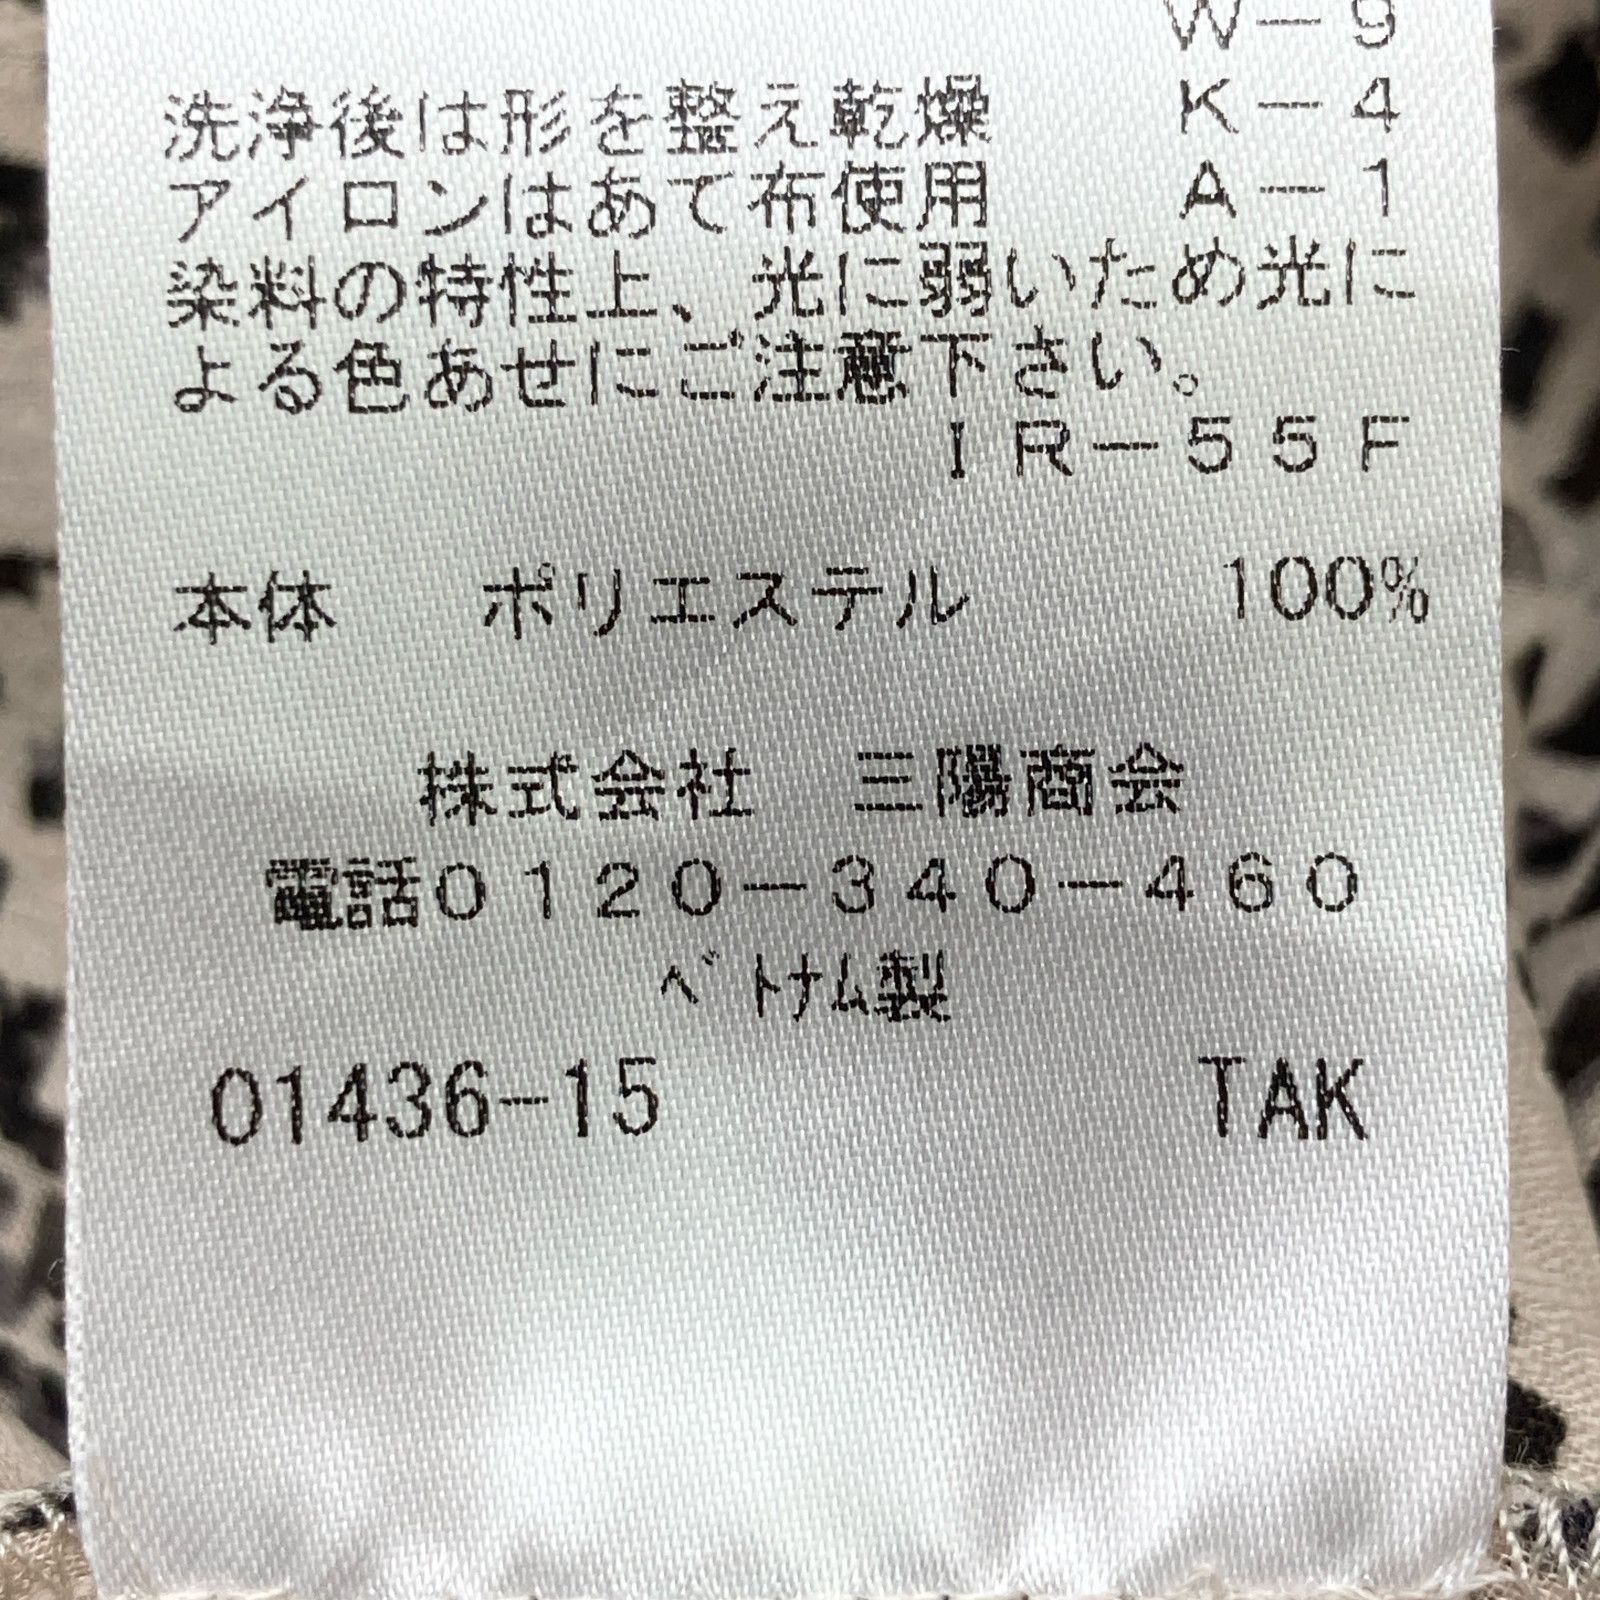 W-9
洗浄後は形を整え乾燥 K-4
アイロンはあて布使用 A-1
染料の特性上、光に弱いため光に
よる色あせにご注意下さい。
IR-55F
本体 ポリエステル 100%
株式会社 三陽商会
電話0120-340-460
ベトナム製
01436-15 TAK